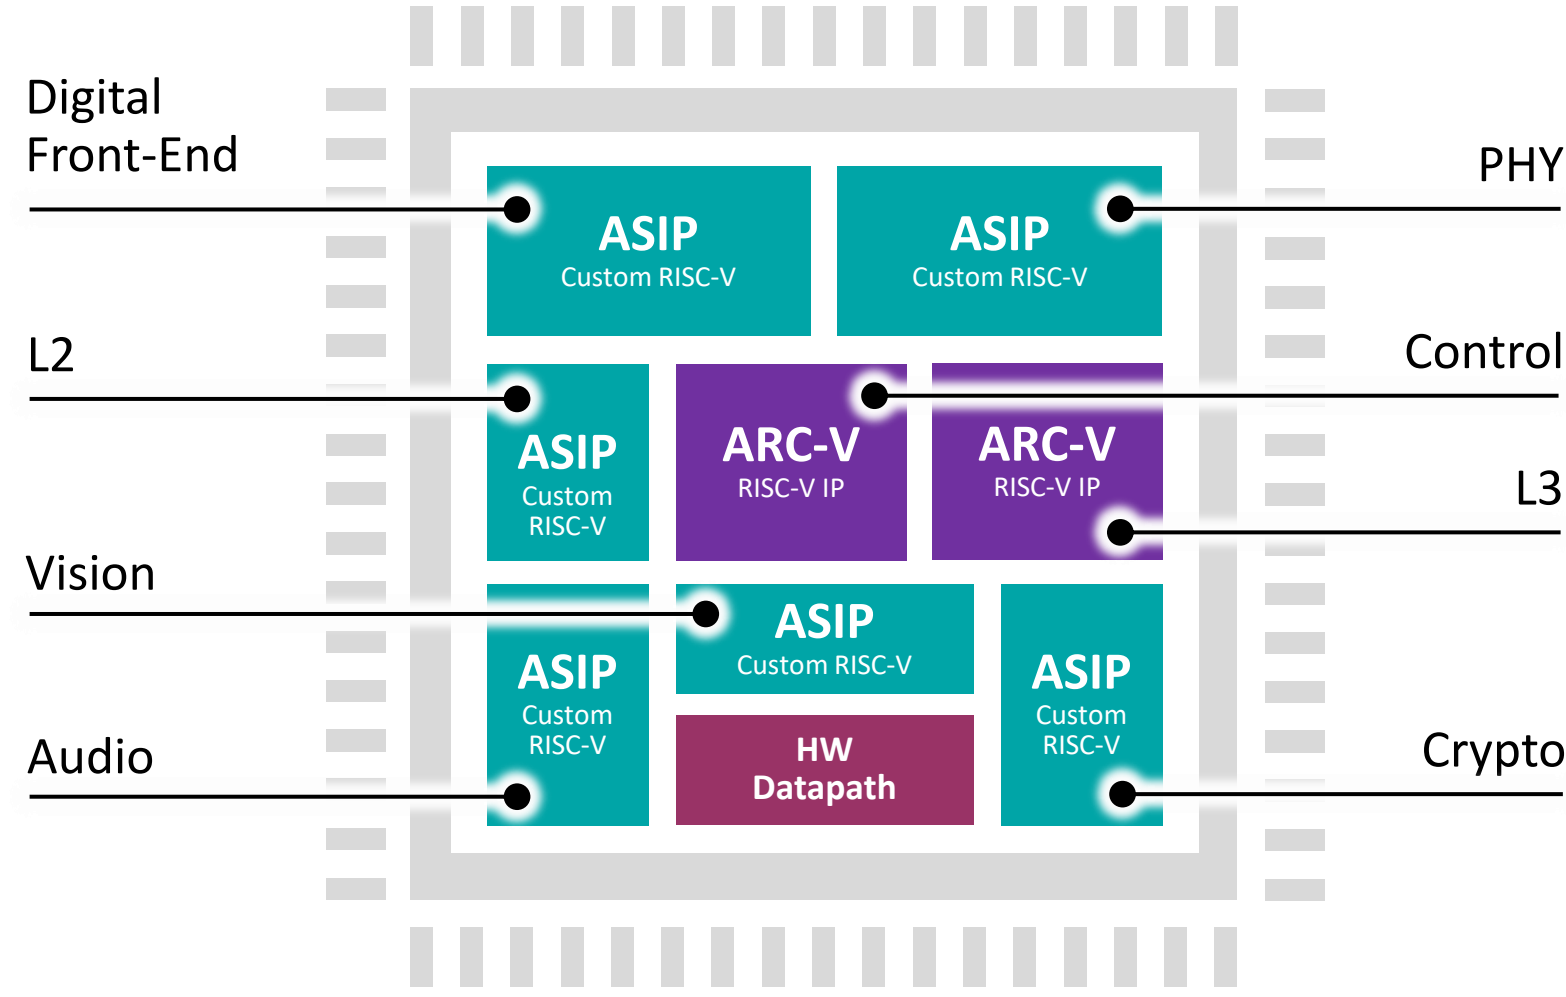 Digital
Front-End
PHY
ASIP
Custom RISC-V
ASIP
Custom RISC-V
L2
Control
ASIP
Custom
RISC-V
ARC-V
RISC-V IP
ARC-V
RISC-V IP
L3
Vision
ASIP
Custom RISC-V
ASIP
Custom
RISC-V
ASIP
Custom
RISC-V
Audio
HW
Datapath
Crypto